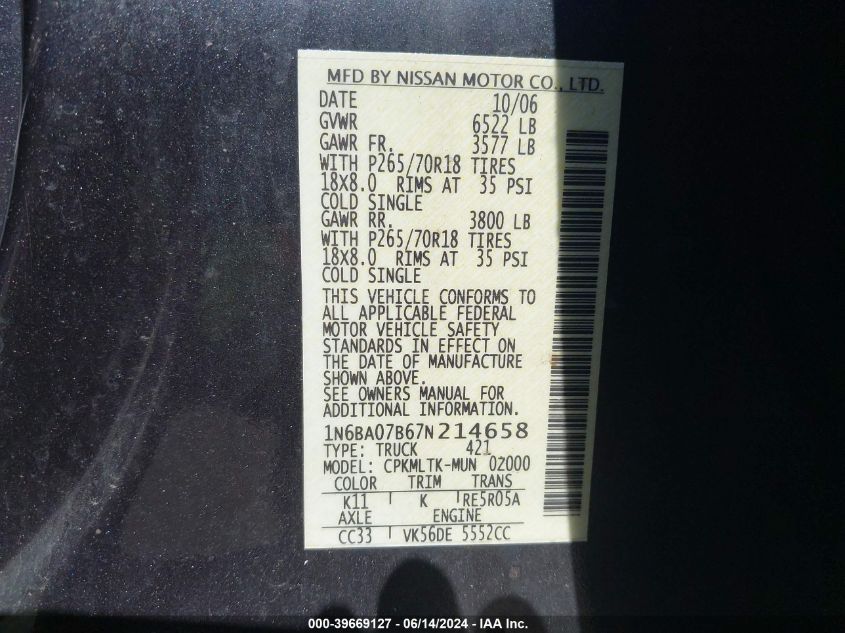 MFD BY NISSAN MOTOR CO., LTD.
DATE 10/06
GVWR 6522 LB
GAWR FR. 3577 LB
WITH P265/70R18 TIRES
18X8.0 RIMS AT 35 PSI
COLD SINGLE
GAWR RR. 3800 LB
WITH P265/70R18 TIRES
18X8.0 RIMS AT 35 PSI
COLD SINGLE
THIS VEHICLE CONFORMS TO
ALL APPLICABLE FEDERAL
MOTOR VEHICLE SAFETY
STANDARDS IN EFFECT ON
THE DATE OF MANUFACTURE
SHOWN ABOVE.
SEE OWNERS MANUAL FOR
ADDITIONAL INFORMATION.
1N6BA07B67N214658
TYPE: TRUCK 421
MODEL: CPKMLTK-MUN 02000
COLOR TRIM TRANS
K11 K RE5R05A
AXLE ENGINE
CC33 VK56DE 5552CC
000-39669127 - 06/14/2024 - IAA Inc.